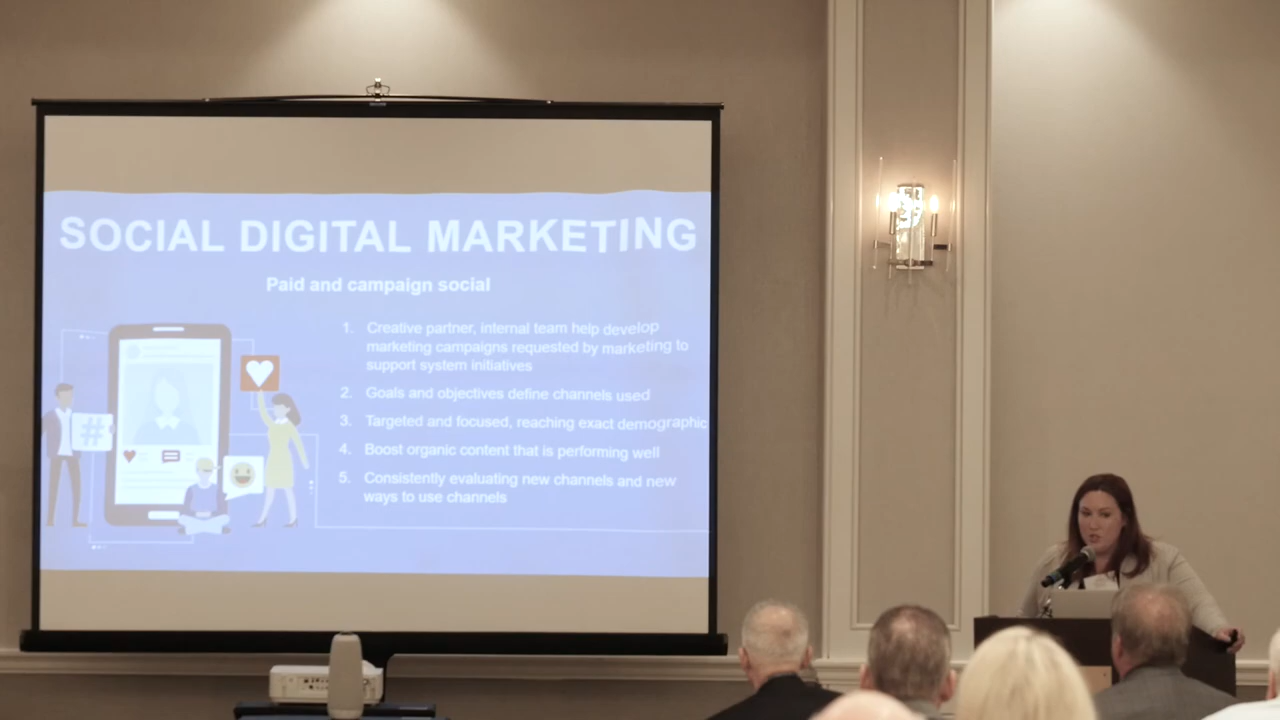 SOCIAL DIGITAL MARKETING
Paid and campaign social
1. Creative partner, internal team help develop
marketing campaigns requested by marketing to
support system initiatives
2. Goals and objectives define channels used
3. Targeted and focused, reaching exact demographic
4. Boost organic content that is performing well
5. Consistently evaluating new channels and new
ways to use channels
#